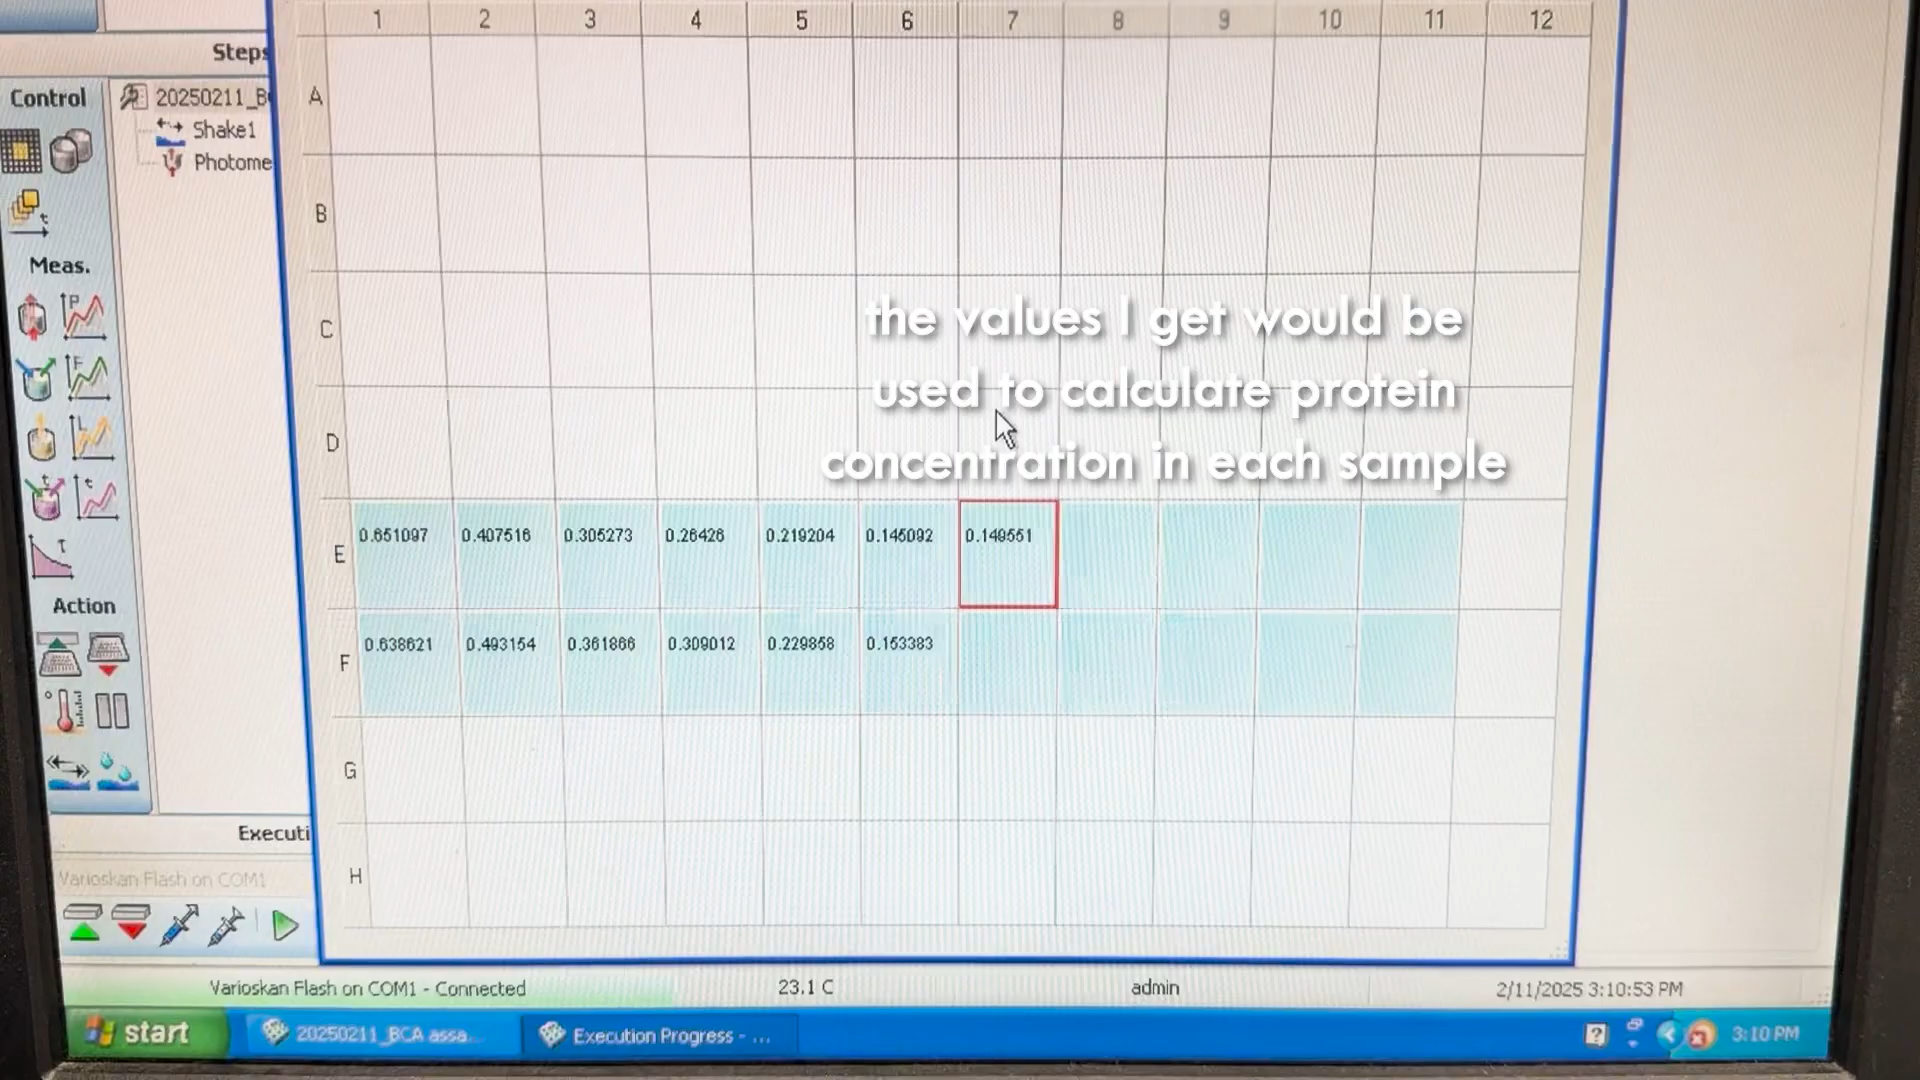 1 2 3 4 5 6 7 8 9 10 11 12
Steps
Control
20250211_B
Shake1
Photome
A
B
Meas.
C
the values I get would be
used to calculate protein
D
concentration in each sample
E 0.651097 0.407516 0.305273 0.26426 0.219204 0.145092 0.149551
Action
F 0.638621 0.493154 0.361866 0.309012 0.229858 0.153383
G
Executi
H
Varioskan Flash on COM1
Varioskan Flash on COM1 - Connected 23.1 C admin 2/11/2025 3:10:53 PM
start 20250211_BCA assa... Execution Progress - ... 3:10 PM